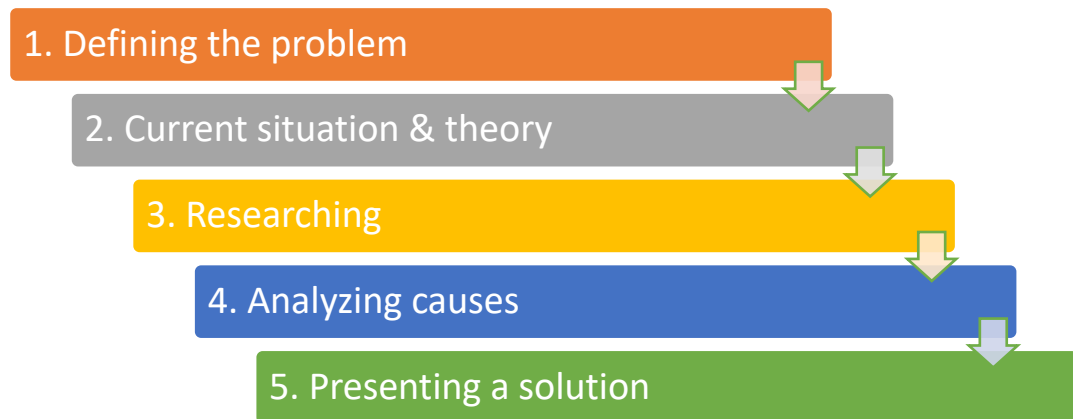 1. Defining the problem
2. Current situation & theory
3. Researching
4. Analyzing causes
5. Presenting a solution